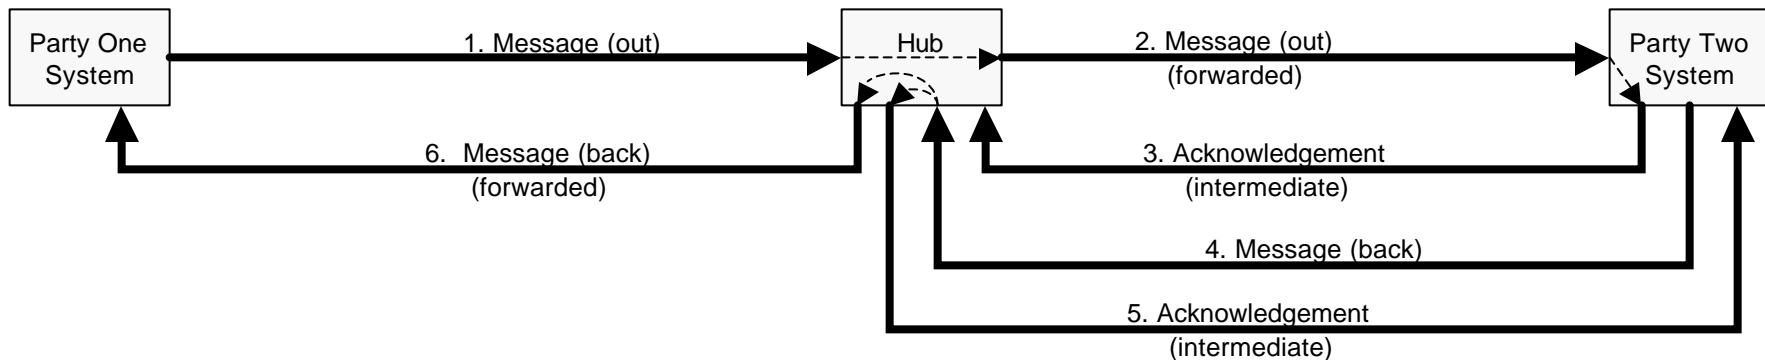 Party One
System
1. Message (out)
Hub
2. Message (out)
(forwarded)
Party Two
System
6. Message (back)
(forwarded)
3. Acknowledgement
(intermediate)
4. Message (back)
5. Acknowledgement
(intermediate)